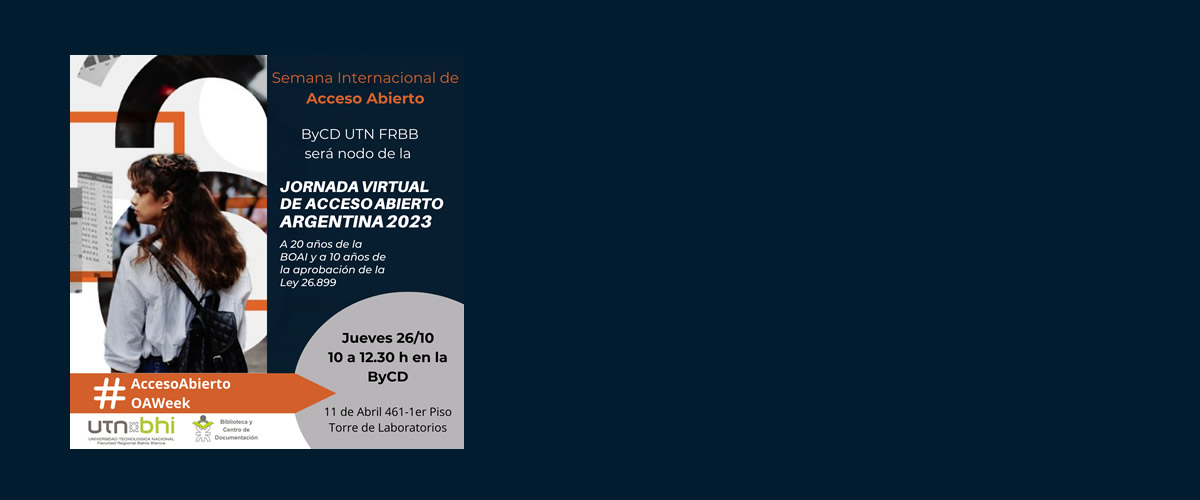 Semana Internacional de
Acceso Abierto
ByCD UTN FRBB
será nodo de la
JORNADA VIRTUAL
DE ACCESO ABIERTO
ARGENTINA 2023
A 20 años de la
BOAI y a 10 años de
la aprobación de la
Ley 26.899
Jueves 26/10
10 a 12.30 h en la
ByCD
11 de Abril 461-1er Piso
Torre de Laboratorios
#AccesoAbierto
OAWeek
utn bhi
UNIVERSIDAD TECNOLOGICA NACIONAL
Facultad Regional Bahía Blanca
Biblioteca y
Centro de
Documentación